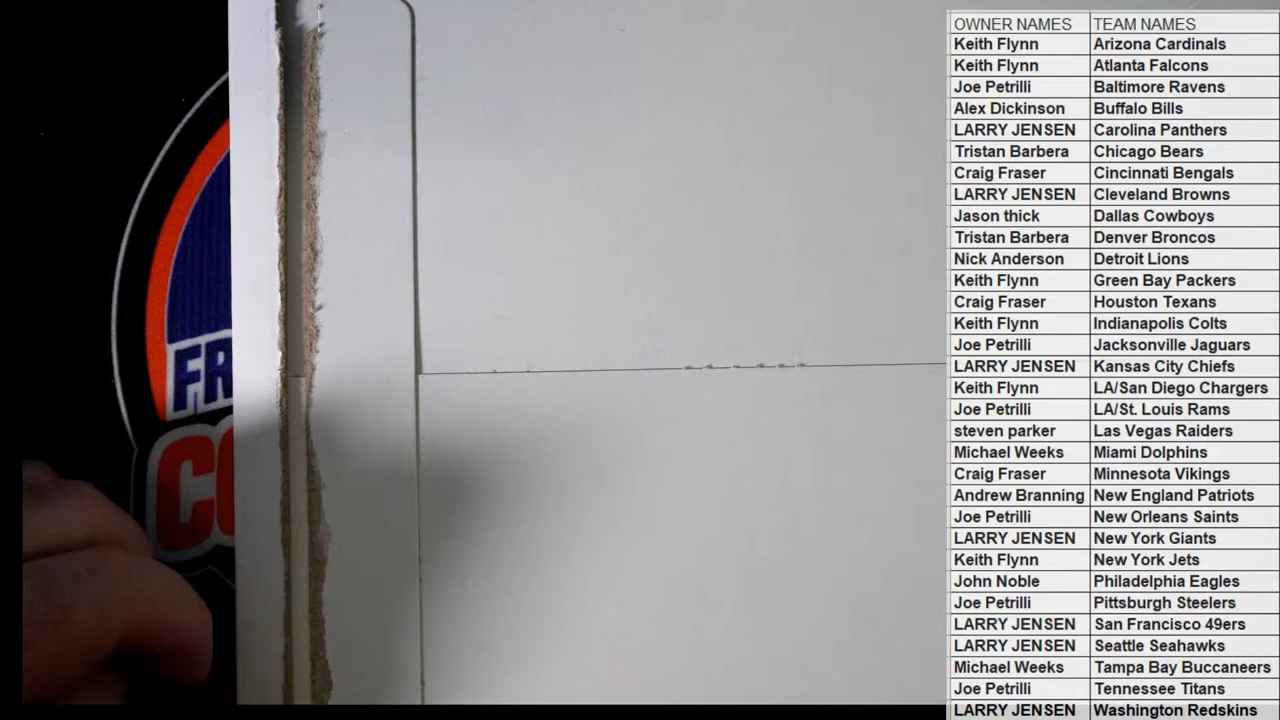 FR
CO
OWNER NAMES TEAM NAMES
Keith Flynn Arizona Cardinals
Keith Flynn Atlanta Falcons
Joe Petrilli Baltimore Ravens
Alex Dickinson Buffalo Bills
LARRY JENSEN Carolina Panthers
Tristan Barbera Chicago Bears
Craig Fraser Cincinnati Bengals
LARRY JENSEN Cleveland Browns
Jason thick Dallas Cowboys
Tristan Barbera Denver Broncos
Nick Anderson Detroit Lions
Keith Flynn Green Bay Packers
Craig Fraser Houston Texans
Keith Flynn Indianapolis Colts
Joe Petrilli Jacksonville Jaguars
LARRY JENSEN Kansas City Chiefs
Keith Flynn LA/San Diego Chargers
Joe Petrilli LA/St. Louis Rams
steven parker Las Vegas Raiders
Michael Weeks Miami Dolphins
Craig Fraser Minnesota Vikings
Andrew Branning New England Patriots
Joe Petrilli New Orleans Saints
LARRY JENSEN New York Giants
Keith Flynn New York Jets
John Noble Philadelphia Eagles
Joe Petrilli Pittsburgh Steelers
LARRY JENSEN San Francisco 49ers
LARRY JENSEN Seattle Seahawks
Michael Weeks Tampa Bay Buccaneers
Joe Petrilli Tennessee Titans
LARRY JENSEN Washington Redskins